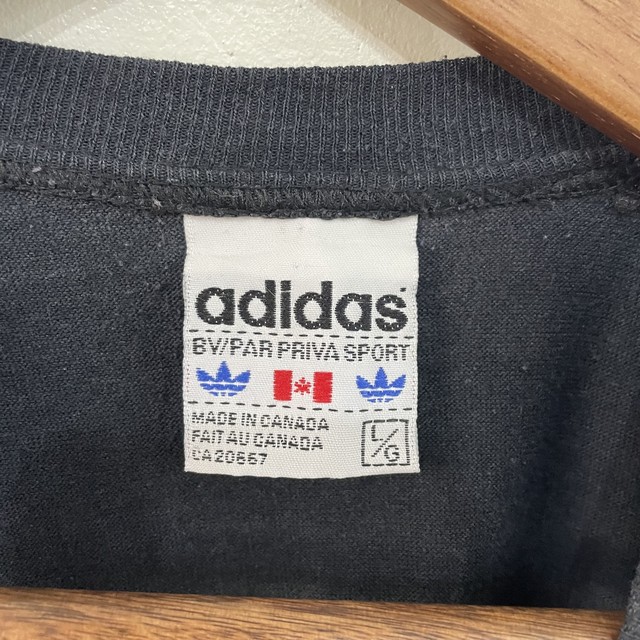 adidas
BY/PAR PRIVA SPORT
MADE IN CANADA
FAIT AU CANADA
CA20667
L/G